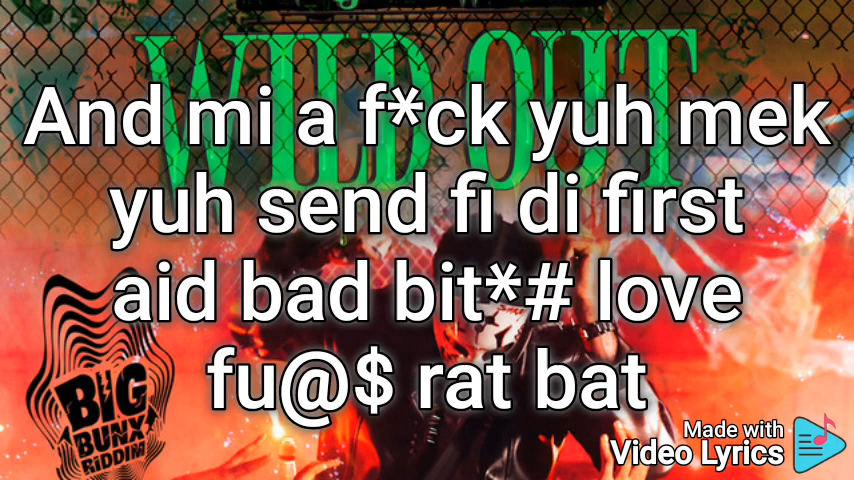 WILD OUT
And mi a f*ck yuh mek
yuh send fi di first
aid bad bit*# love
fu@$ rat bat
BIG
BUNX
RIDDIM
Made with
Video Lyrics